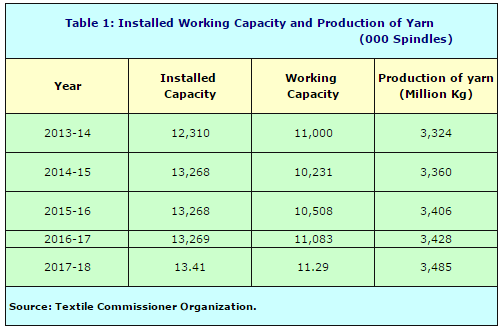 Table 1: Installed Working Capacity and Production of Yarn
(000 Spindles)
Year Installed Capacity Working Capacity Production of yarn (Million Kg)
2013-14 12,310 11,000 3,324
2014-15 13,268 10,231 3,360
2015-16 13,268 10,508 3,406
2016-17 13,269 11,083 3,428
2017-18 13.41 11.29 3,485
Source: Textile Commissioner Organization.